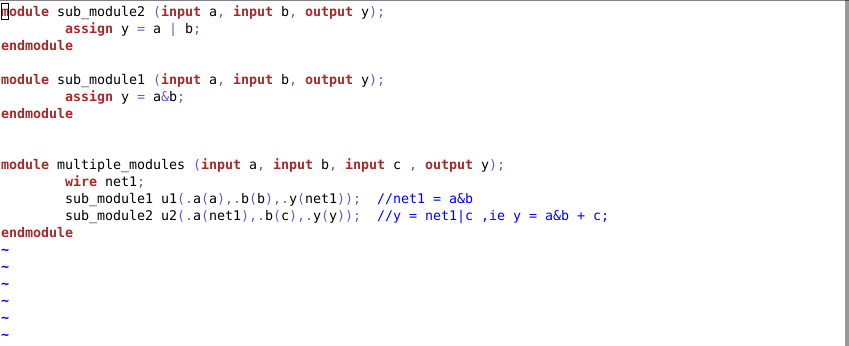 module sub_module2 (input a, input b, output y);
        assign y = a | b;
endmodule

module sub_module1 (input a, input b, output y);
        assign y = a&b;
endmodule


module multiple_modules (input a, input b, input c , output y);
        wire net1;
        sub_module1 u1(.a(a),.b(b),.y(net1));  //net1 = a&b
        sub_module2 u2(.a(net1),.b(c),.y(y));  //y = net1|c ,ie y = a&b + c;
endmodule
~
~
~
~
~
~